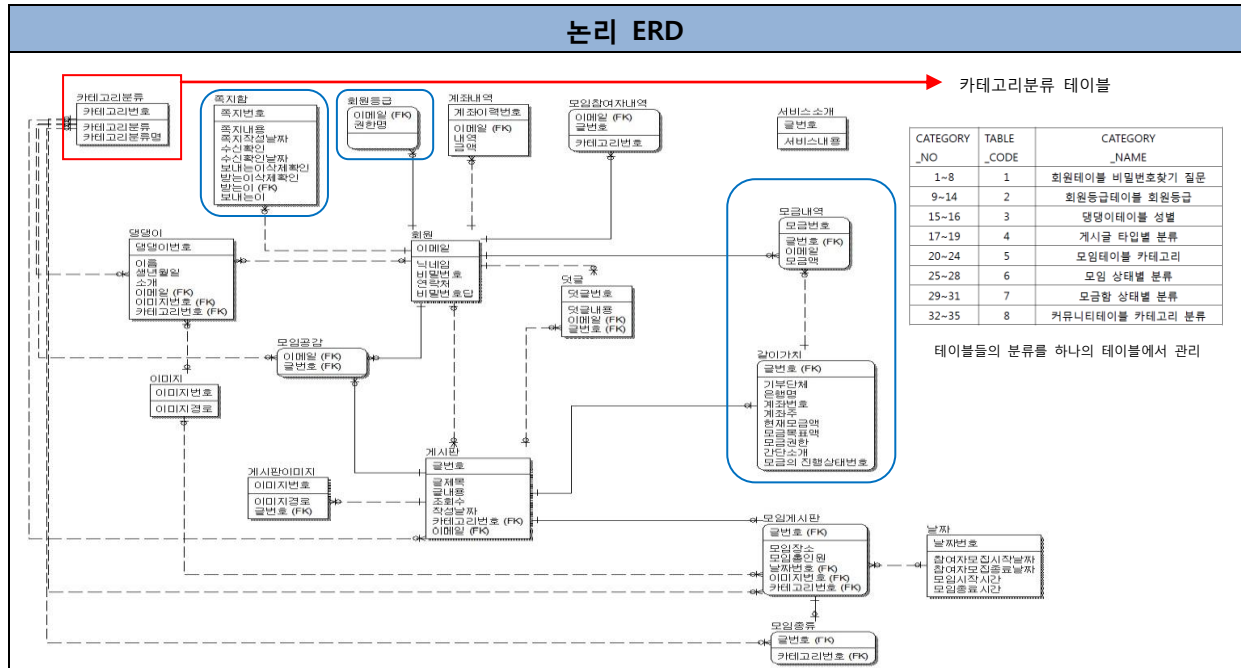 논리 ERD
카테고리분류
카테고리번호
카테고리분류
카테고리분류명
쪽지함
쪽지번호
쪽지내용
쪽지작성날짜
수신확인
수신확인날짜
보내는이삭제확인
받는이삭제확인
받는이 (FK)
보내는이
회원등급
이메일 (FK)
권한명
계좌내역
계좌이력번호
이메일 (FK)
내역
금액
모임참여자내역
이메일 (FK)
글번호
카테고리번호
서비스소개
글번호
서비스내용
카테고리분류 테이블
CATEGORY _NO TABLE _CODE CATEGORY _NAME
1~8 1 회원테이블 비밀번호찾기 질문
9~14 2 회원등급테이블 회원등급
15~16 3 댕댕이테이블 성별
17~19 4 게시글 타입별 분류
20~24 5 모임테이블 카테고리
25~28 6 모임 상태별 분류
29~31 7 모금함 상태별 분류
32~35 8 커뮤니티테이블 카테고리 분류
테이블들의 분류를 하나의 테이블에서 관리
댕댕이
댕댕이번호
이름
생년월일
소개
이메일 (FK)
이미지번호 (FK)
카테고리번호 (FK)
회원
이메일
닉네임
비밀번호
연락처
비밀번호답
덧글
덧글번호
덧글내용
이메일 (FK)
글번호 (FK)
모금내역
모금번호
글번호 (FK)
이메일
모금액
모임공감
이메일 (FK)
글번호 (FK)
이미지
이미지번호
이미지경로
같이가치
글번호 (FK)
기부단체
은행명
계좌번호
계좌주
현재모금액
모금목표액
모금권한
간단소개
모금의 진행상태번호
게시판이미지
이미지번호
이미지경로
글번호 (FK)
게시판
글번호
글제목
글내용
조회수
작성날짜
카테고리번호 (FK)
이메일 (FK)
모임게시판
글번호 (FK)
모임장소
모임총인원
날짜번호 (FK)
이미지번호 (FK)
카테고리번호 (FK)
날짜
날짜번호
참여자모집시작날짜
참여자모집종료날짜
모임시작시간
모임종료시간
모임종류
글번호 (FK)
카테고리번호 (FK)